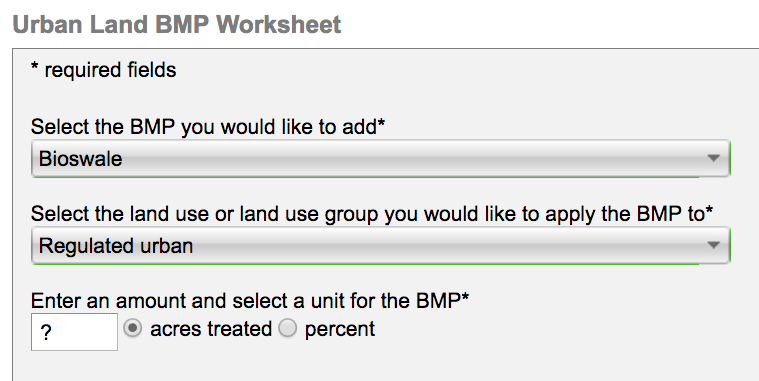 Urban Land BMP Worksheet
* required fields
Select the BMP you would like to add*
Bioswale
Select the land use or land use group you would like to apply the BMP to*
Regulated urban
Enter an amount and select a unit for the BMP*
? acres treated percent